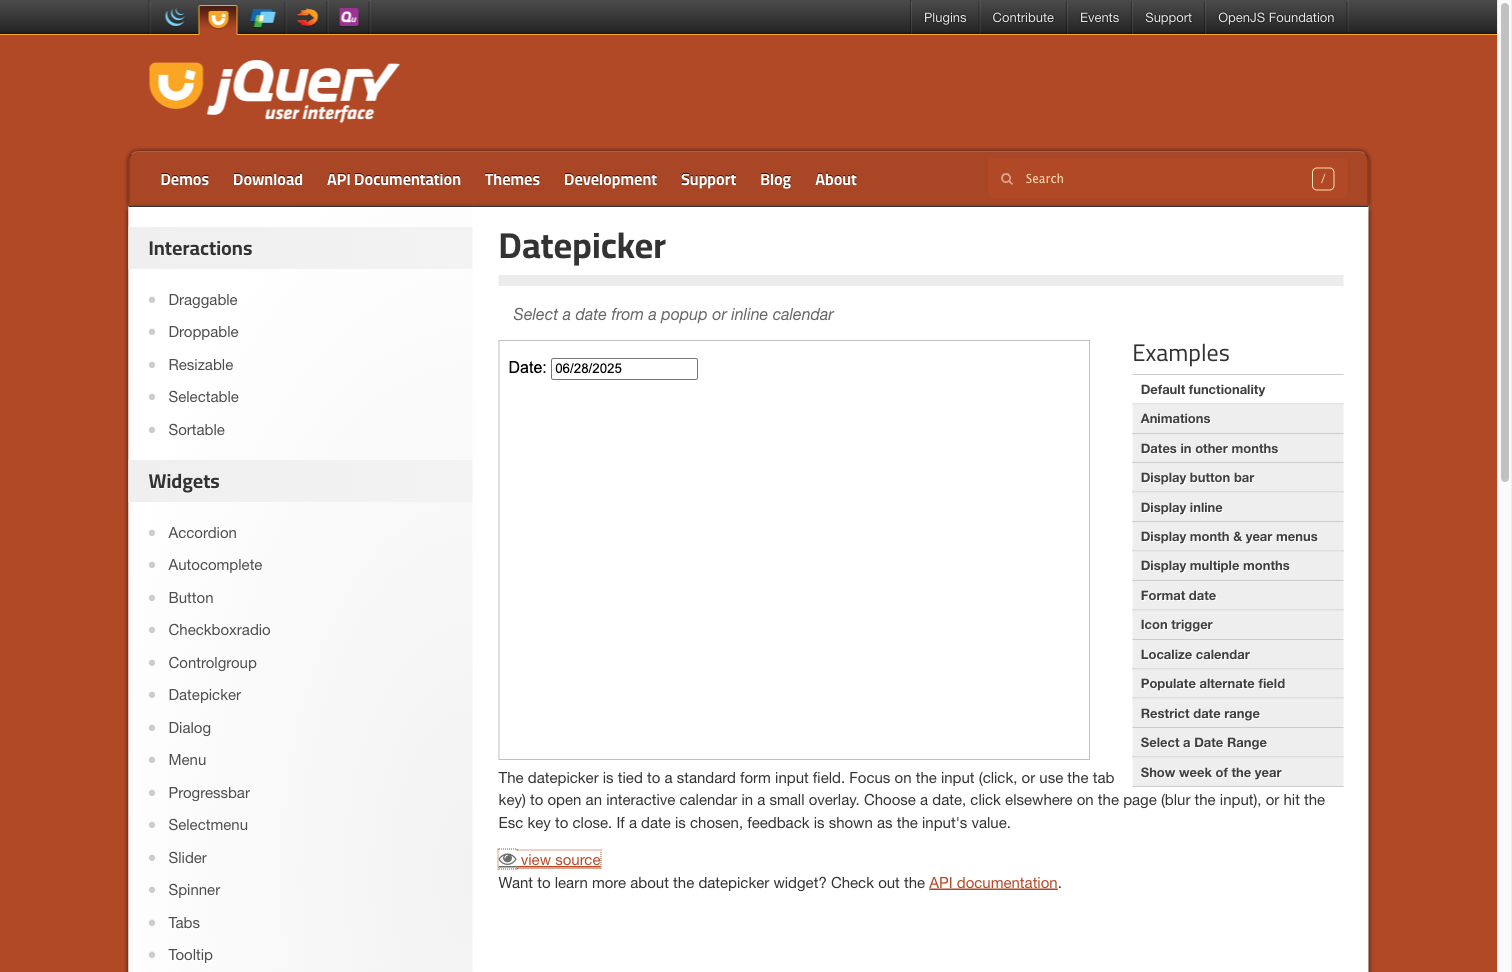 Plugins
Contribute
Events
Support
OpenJS Foundation
Qu
jQuery
user interface
Demos
Download
API Documentation
Themes
Development
Support
Blog
About
Search
/
Interactions
Draggable
Droppable
Resizable
Selectable
Sortable
Widgets
Accordion
Autocomplete
Button
Checkboxradio
Controlgroup
Datepicker
Dialog
Menu
Progressbar
Selectmenu
Slider
Spinner
Tabs
Tooltip
Datepicker
Select a date from a popup or inline calendar
Date: 06/28/2025
Examples
Default functionality
Animations
Dates in other months
Display button bar
Display inline
Display month & year menus
Display multiple months
Format date
Icon trigger
Localize calendar
Populate alternate field
Restrict date range
Select a Date Range
Show week of the year
The datepicker is tied to a standard form input field. Focus on the input (click, or use the tab
key) to open an interactive calendar in a small overlay. Choose a date, click elsewhere on the page (blur the input), or hit the
Esc key to close. If a date is chosen, feedback is shown as the input's value.
view source
Want to learn more about the datepicker widget? Check out the API documentation.